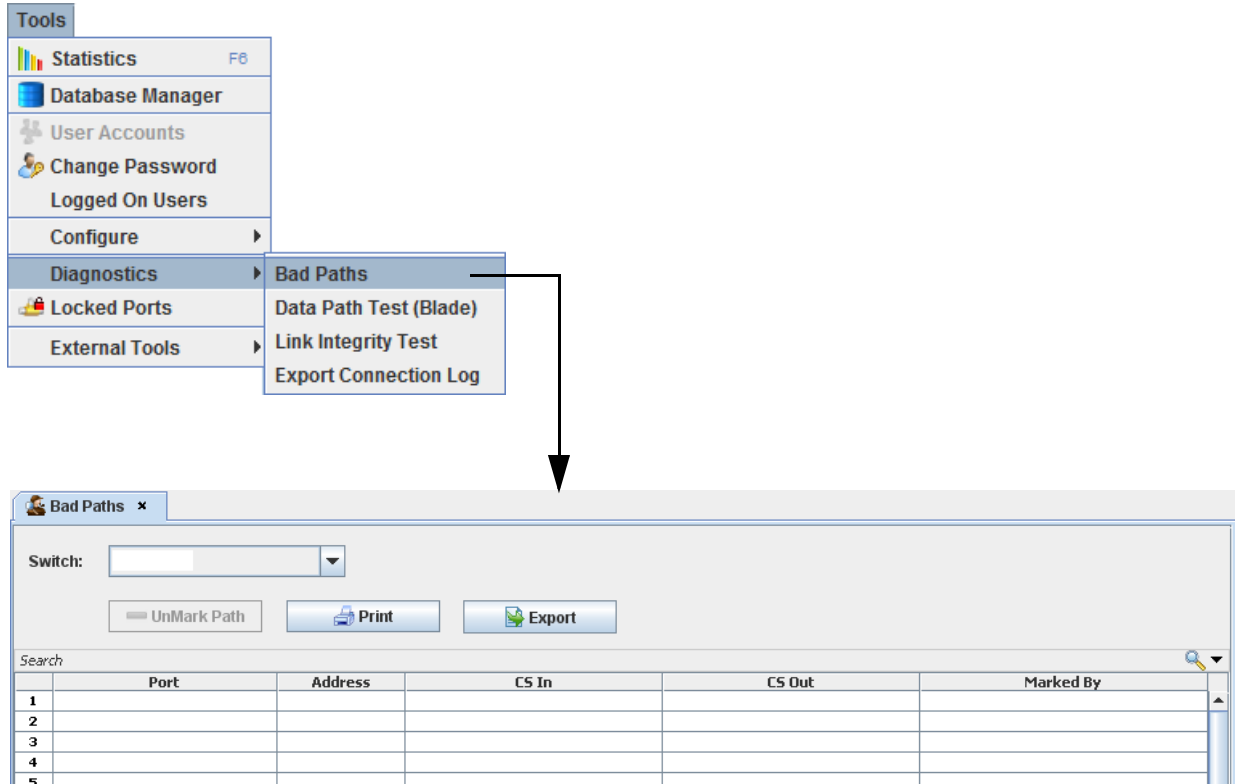 Tools
Statistics F6
Database Manager
User Accounts
Change Password
Logged On Users
Configure
Diagnostics
Locked Ports
External Tools
Bad Paths
Data Path Test (Blade)
Link Integrity Test
Export Connection Log
Bad Paths ×
Switch:
UnMark Path Print Export
Search
Port Address CS In CS Out Marked By
1
2
3
4
5